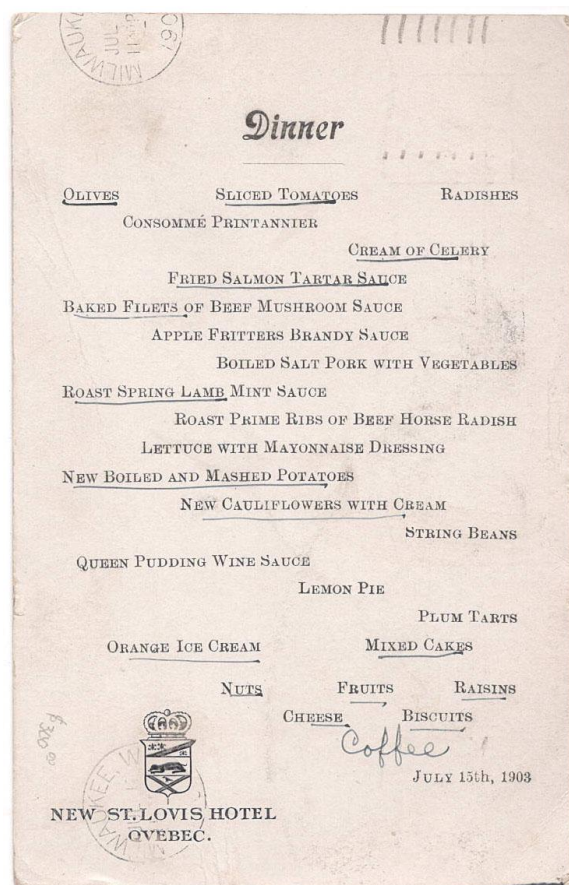 MILWAUK
JUL
Dinner
OLIVES SLICED TOMATOES RADISHES
CONSOMMÉ PRINTANNIER
CREAM OF CELERY
FRIED SALMON TARTAR SAUCE
BAKED FILETS OF BEEF MUSHROOM SAUCE
APPLE FRITTERS BRANDY SAUCE
BOILED SALT PORK WITH VEGETABLES
ROAST SPRING LAMB MINT SAUCE
ROAST PRIME RIBS OF BEEF HORSE RADISH
LETTUCE WITH MAYONNAISE DRESSING
NEW BOILED AND MASHED POTATOES
NEW CAULIFLOWERS WITH CREAM
STRING BEANS
QUEEN PUDDING WINE SAUCE
LEMON PIE
PLUM TARTS
ORANGE ICE CREAM MIXED CAKES
NUTS FRUITS RAISINS
CHEESE BISCUITS
Coffee
JULY 15th, 1903
NEW ST. LOVIS HOTEL
QVEBEC.